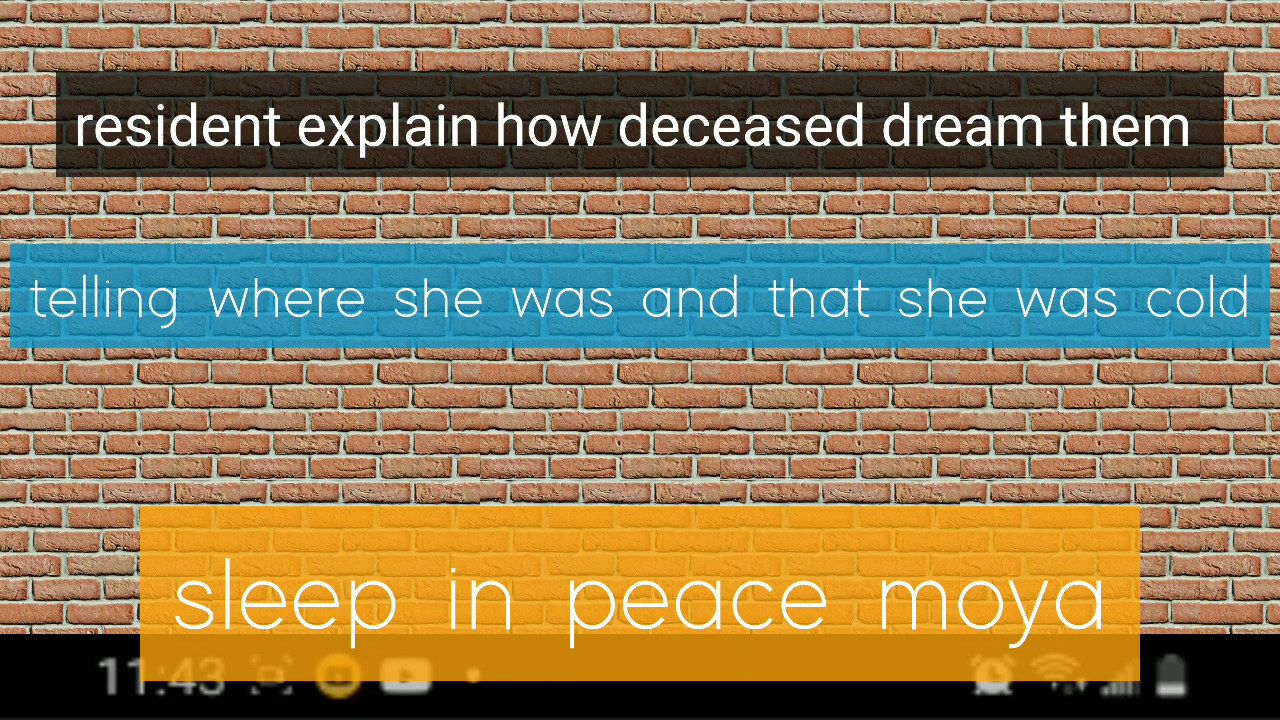 resident explain how deceased dream them
telling where she was and that she was cold
sleep in peace moya
11:43